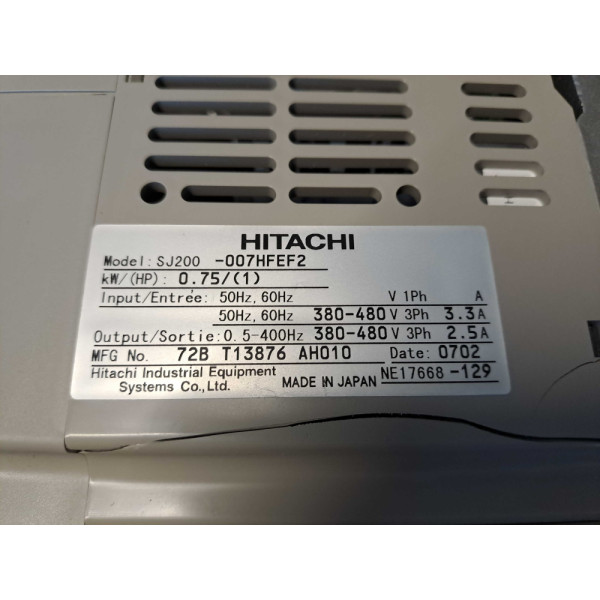 HITACHI
Model: SJ200 -007HFEF2
kW/(HP): 0.75/(1)
Input/Entrée: 50Hz, 60Hz V 1Ph A
50Hz, 60Hz 380-480 V 3Ph 3.3 A
Output/Sortie: 0.5-400Hz 380-480 V 3Ph 2.5 A
MFG No. 72B T13876 AH010 Date: 0702
Hitachi Industrial Equipment
Systems Co., Ltd. MADE IN JAPAN NE17668 -129